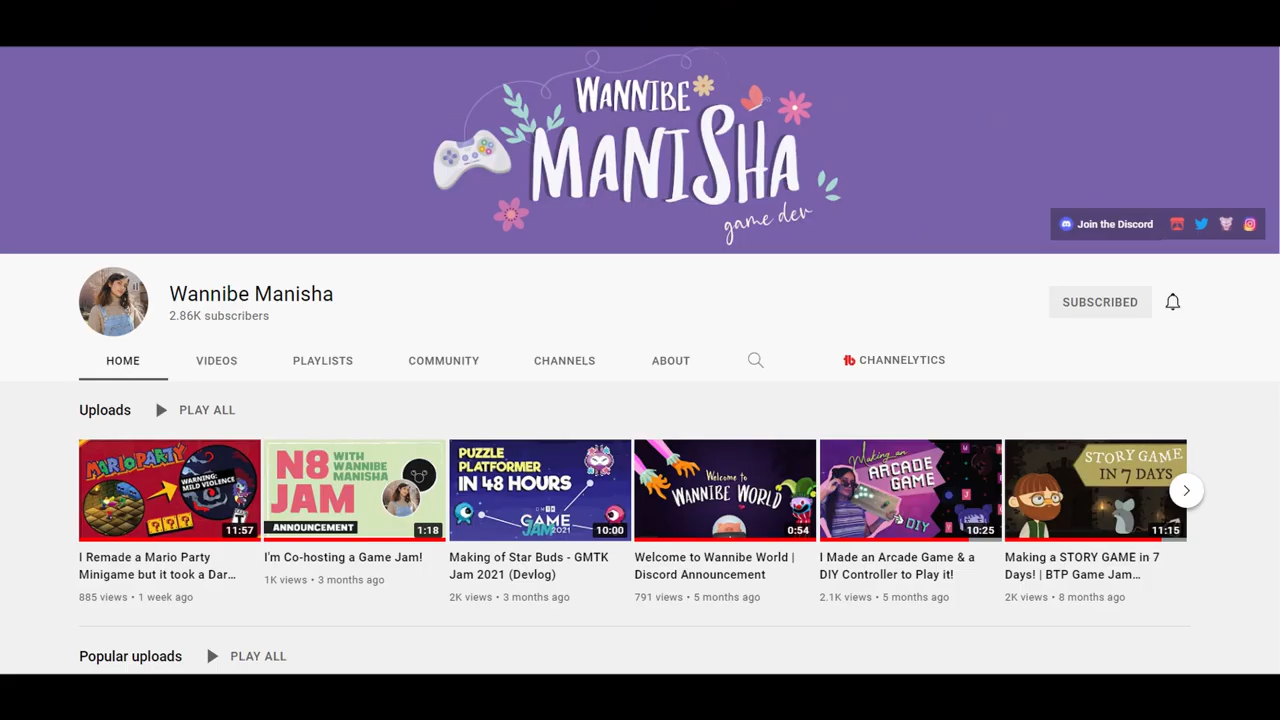 WANNIBE
MANISHA
game dev
Join the Discord
Wannibe Manisha
2.86K subscribers
SUBSCRIBED
HOME
VIDEOS
PLAYLISTS
COMMUNITY
CHANNELS
ABOUT
CHANNELYTICS
Uploads
PLAY ALL
MARIO PARTY
WARNING:
MILD VIOLENCE
11:57
I Remade a Mario Party
Minigame but it took a Dar...
885 views • 1 week ago
N8 WITH
WANNIBE
MANISHA
JAM
ANNOUNCEMENT
1:18
I'm Co-hosting a Game Jam!
1K views • 3 months ago
PUZZLE
PLATFORMER
IN 48 HOURS
GAME
JAM 2021
10:00
Making of Star Buds - GMTK
Jam 2021 (Devlog)
2K views • 3 months ago
Welcome to
WANNIBE WORLD
0:54
Welcome to Wannibe World |
Discord Announcement
791 views • 5 months ago
Making an
ARCADE
GAME
DIY
10:25
I Made an Arcade Game & a
DIY Controller to Play it!
2.1K views • 5 months ago
STORY GAME
IN 7 DAYS
11:15
Making a STORY GAME in 7
Days! | BTP Game Jam...
2K views • 8 months ago
Popular uploads
PLAY ALL